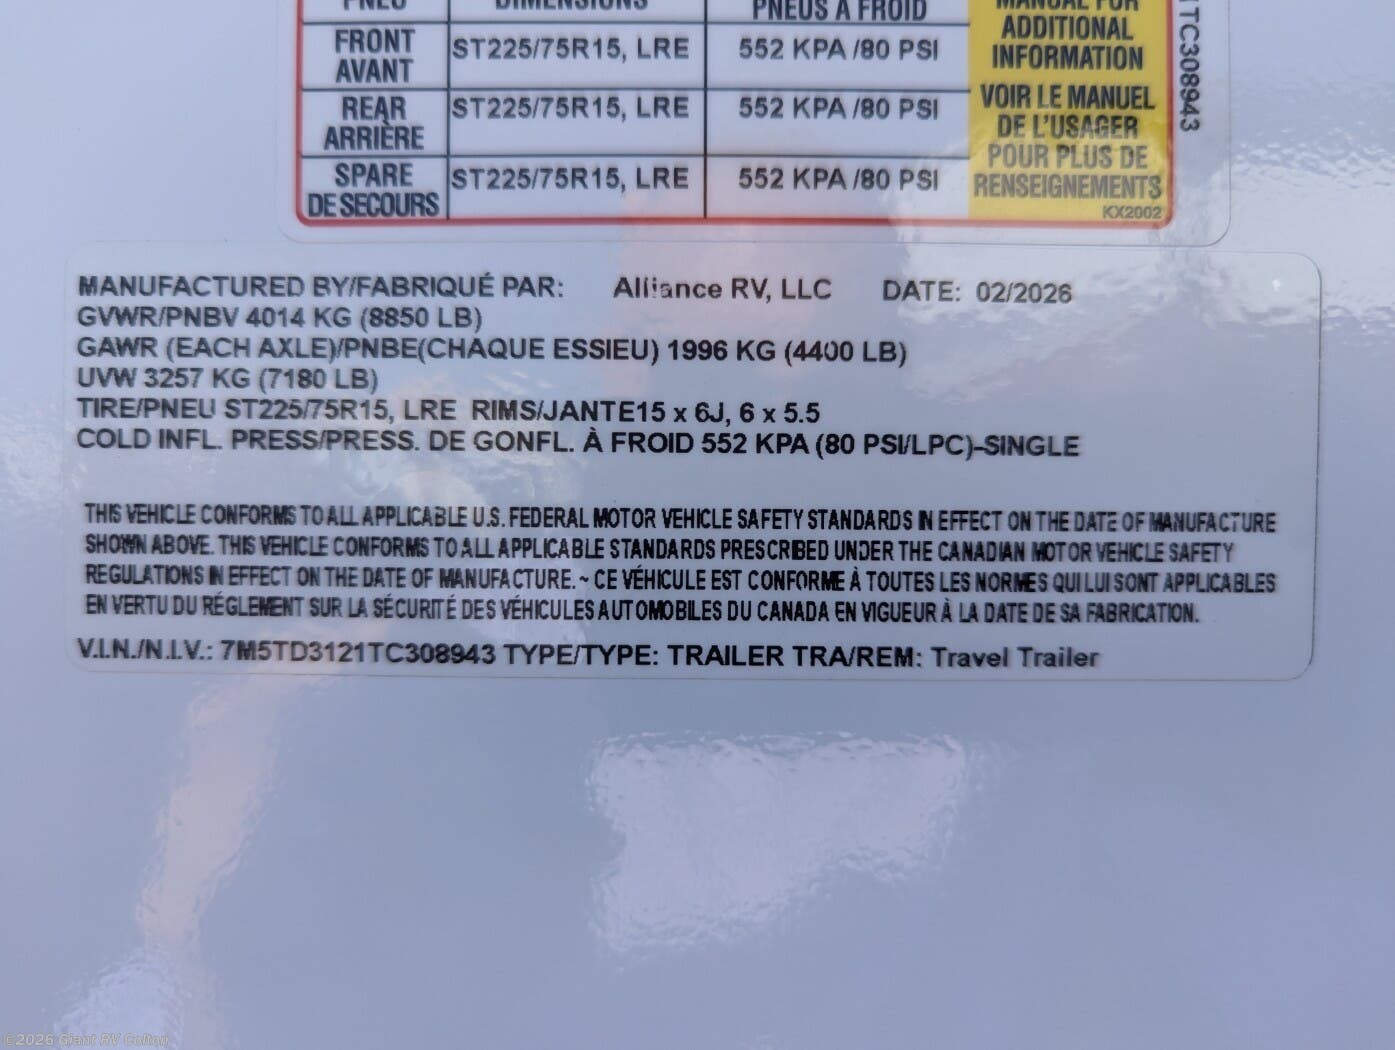 PNEU DIMENSIONS PNEUS À FROID
MANUAL FOR
ADDITIONAL
INFORMATION
FRONT
AVANT
ST225/75R15, LRE 552 KPA /80 PSI
REAR
ARRIÈRE
ST225/75R15, LRE 552 KPA /80 PSI
SPARE
DE SECOURS
ST225/75R15, LRE 552 KPA /80 PSI
VOIR LE MANUEL
DE L'USAGER
POUR PLUS DE
RENSEIGNEMENTS
KX2002
1TC308943
MANUFACTURED BY/FABRIQUÉ PAR: Alliance RV, LLC DATE: 02/2026
GVWR/PNBV 4014 KG (8850 LB)
GAWR (EACH AXLE)/PNBE(CHAQUE ESSIEU) 1996 KG (4400 LB)
UVW 3257 KG (7180 LB)
TIRE/PNEU ST225/75R15, LRE RIMS/JANTE15 x 6J, 6 x 5.5
COLD INFL. PRESS/PRESS. DE GONFL. À FROID 552 KPA (80 PSI/LPC)-SINGLE
THIS VEHICLE CONFORMS TO ALL APPLICABLE U.S. FEDERAL MOTOR VEHICLE SAFETY STANDARDS IN EFFECT ON THE DATE OF MANUFACTURE
SHOWN ABOVE. THIS VEHICLE CONFORMS TO ALL APPLICABLE STANDARDS PRESCRIBED UNDER THE CANADIAN MOTOR VEHICLE SAFETY
REGULATIONS IN EFFECT ON THE DATE OF MANUFACTURE. ~ CE VÉHICULE EST CONFORME À TOUTES LES NORMES QUI LUI SONT APPLICABLES
EN VERTU DU RÉGLEMENT SUR LA SÉCURITÉ DES VÉHICULES AUTOMOBILES DU CANADA EN VIGUEUR À LA DATE DE SA FABRICATION.
V.I.N./N.I.V.: 7M5TD3121TC308943 TYPE/TYPE: TRAILER TRA/REM: Travel Trailer
©2026 Giant RV Colton